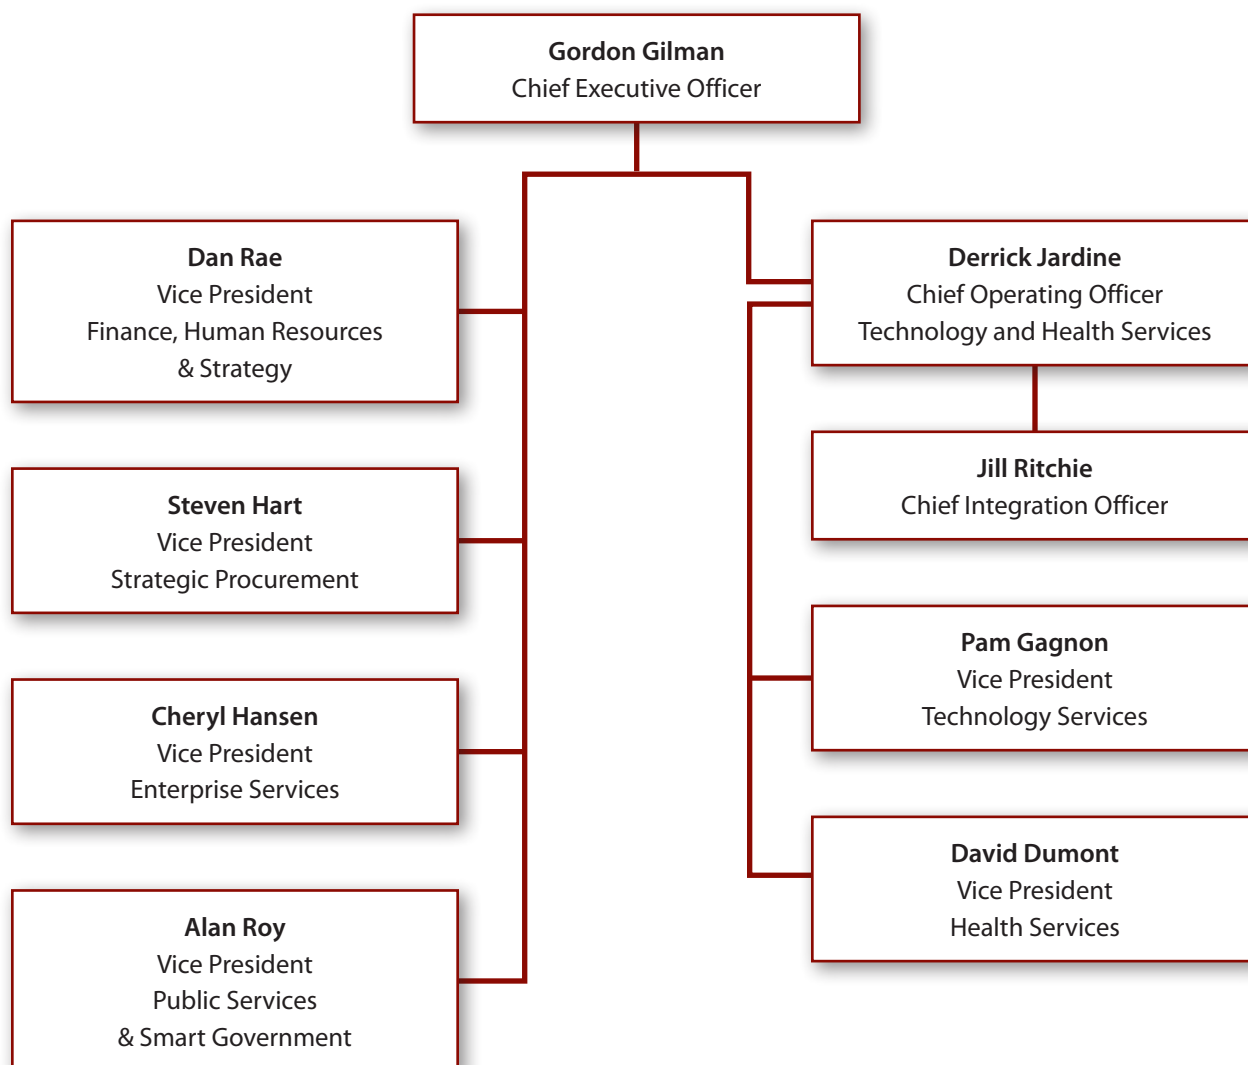 Gordon Gilman
Chief Executive Officer
Dan Rae
Vice President
Finance, Human Resources
& Strategy
Steven Hart
Vice President
Strategic Procurement
Cheryl Hansen
Vice President
Enterprise Services
Alan Roy
Vice President
Public Services
& Smart Government
Derrick Jardine
Chief Operating Officer
Technology and Health Services
Jill Ritchie
Chief Integration Officer
Pam Gagnon
Vice President
Technology Services
David Dumont
Vice President
Health Services